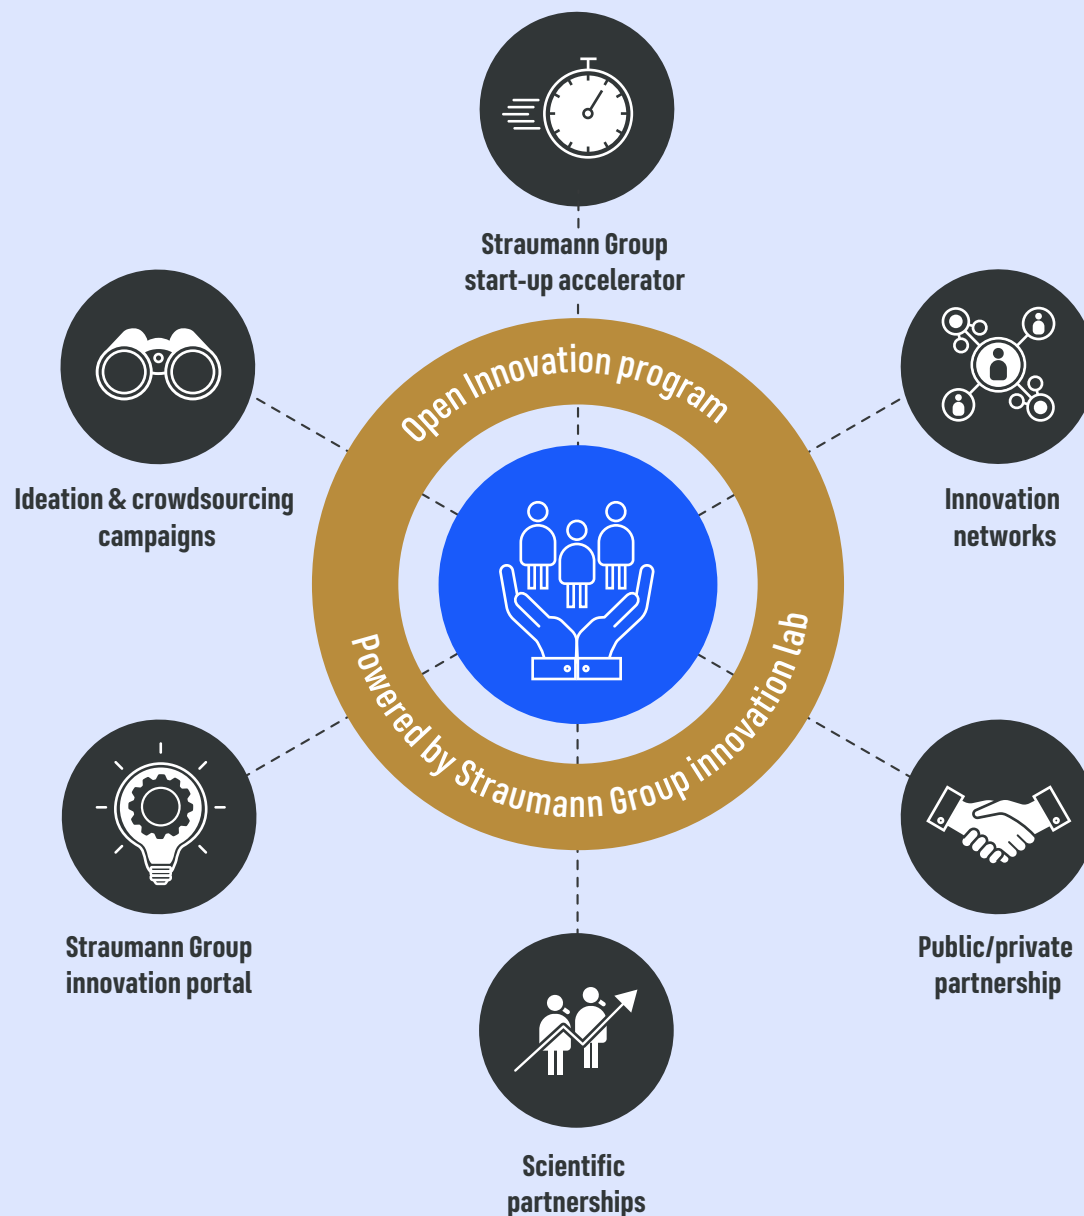 Straumann Group
start-up accelerator
Open Innovation program
Ideation & crowdsourcing
campaigns
Innovation
networks
Powered by Straumann Group innovation lab
Straumann Group
innovation portal
Public/private
partnership
Scientific
partnerships